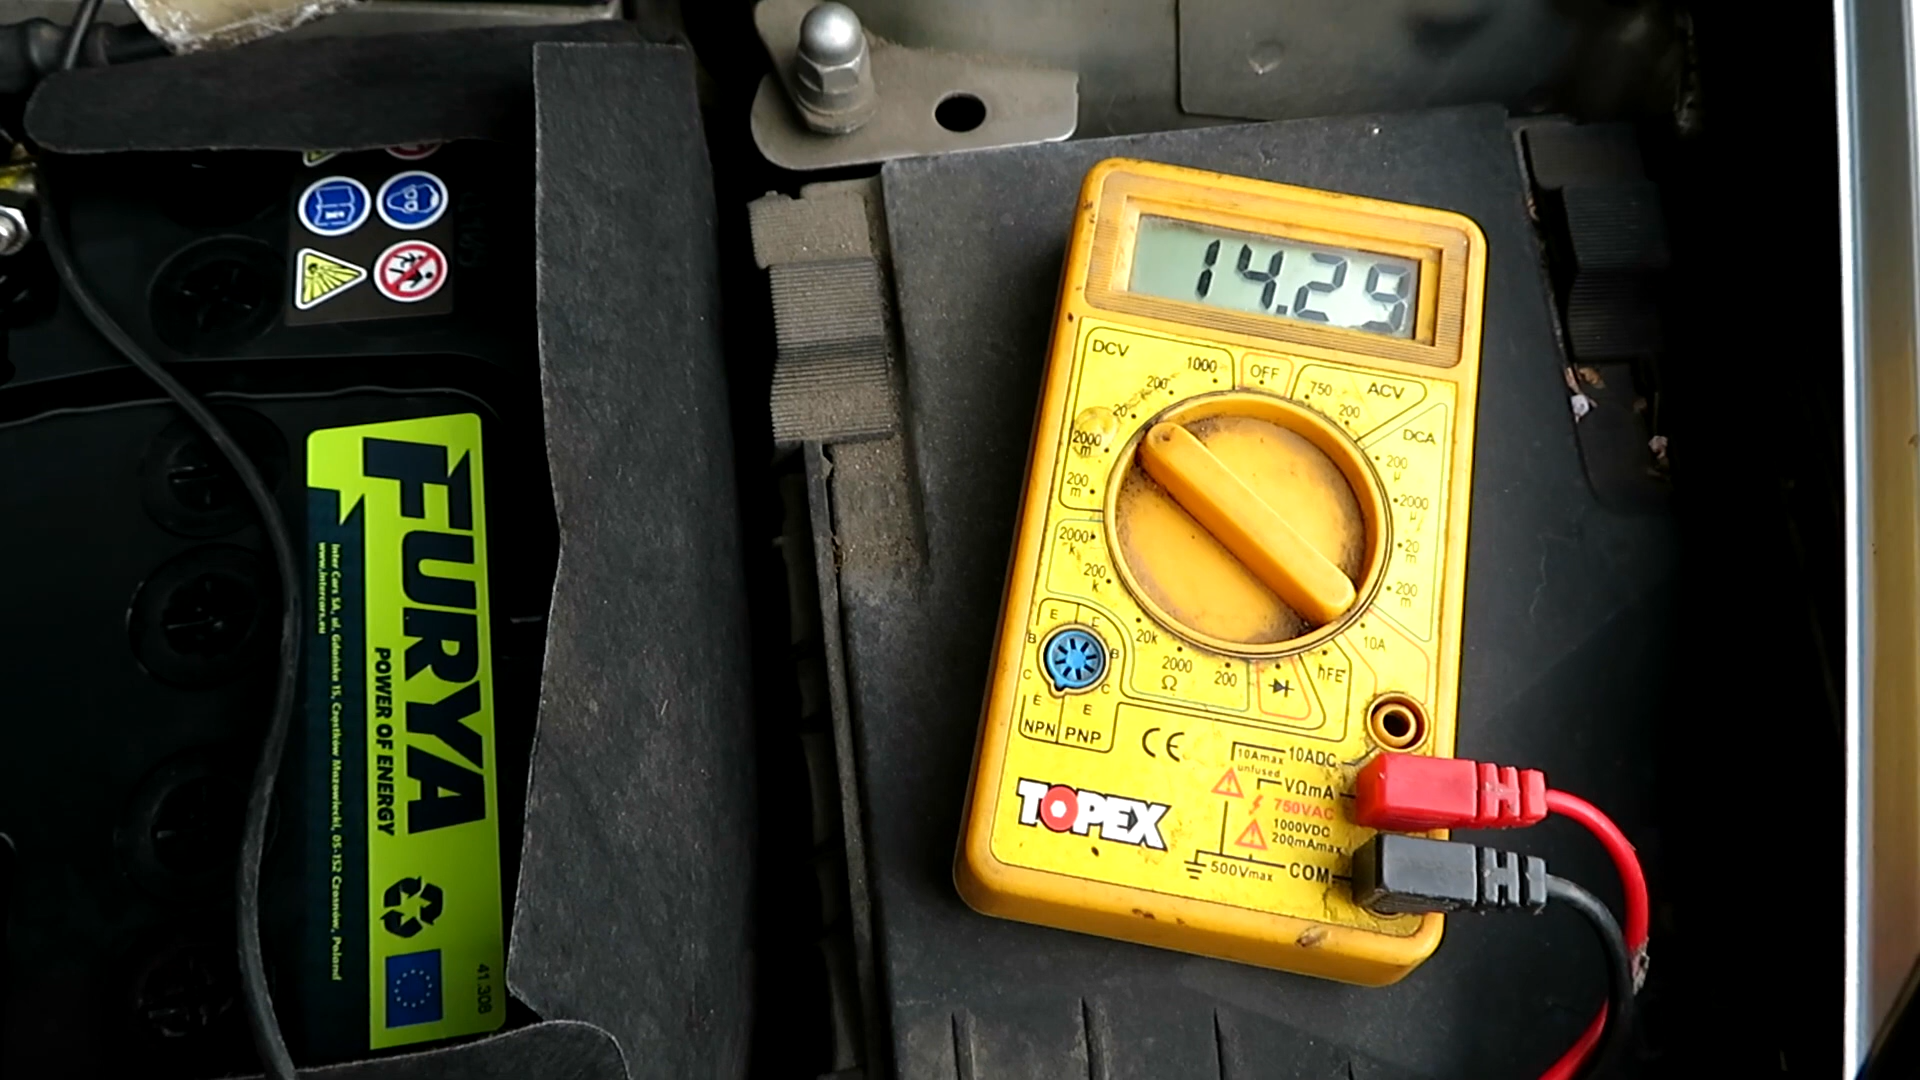 14.29
DCV
1000
OFF
750
ACV
200
200
20
2000
m
200
m
DCA
200
µ
2000
µ
20
m
200
m
10A
2000
k
200
k
20k
2000
Ω
200
hFE
E
E
B
B
C
C
E
E
NPN
PNP
CE
10Amax
unfused
10ADC
VΩmA
750VAC
1000VDC
200mAmax
500Vmax
COM
TOPEX
FURYA
POWER OF ENERGY
Inter Cars SA, ul. Gdańska 15, Cząstków Mazowiecki, 05-152 Czosnów, Poland
www.intercars.eu
41.308